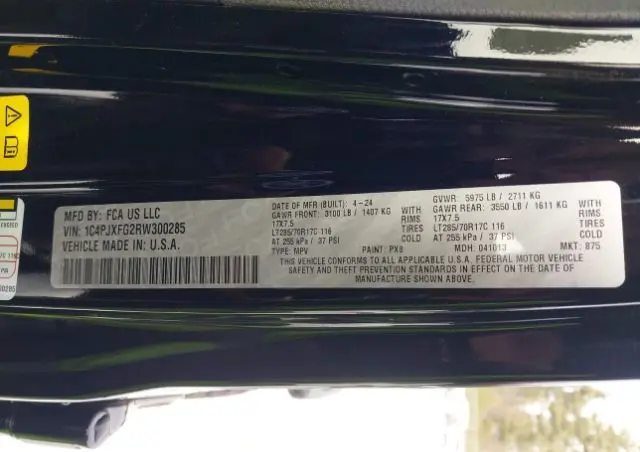 MFD BY: FCA US LLC
VIN: 1C4PJXFG2RW300285
VEHICLE MADE IN: U.S.A.
DATE OF MFR (BUILT): 4-24
GAWR FRONT: 3100 LB / 1407 KG WITH
17X7.5 RIMS
LT285/70R17C 116 TIRES
AT 255 kPa / 37 PSI COLD
TYPE: MPV PAINT: PX8
GVWR: 5975 LB / 2711 KG
GAWR REAR: 3550 LB / 1611 KG WITH
17X7.5 RIMS
LT285/70R17C 116 TIRES
AT 255 kPa / 37 PSI COLD
MDH: 041013 MKT: 875
THIS VEHICLE CONFORMS TO ALL APPLICABLE U.S.A. FEDERAL MOTOR VEHICLE
SAFETY, BUMPER, AND THEFT PREVENTION STANDARDS IN EFFECT ON THE DATE OF
MANUFACTURE SHOWN ABOVE.
00285